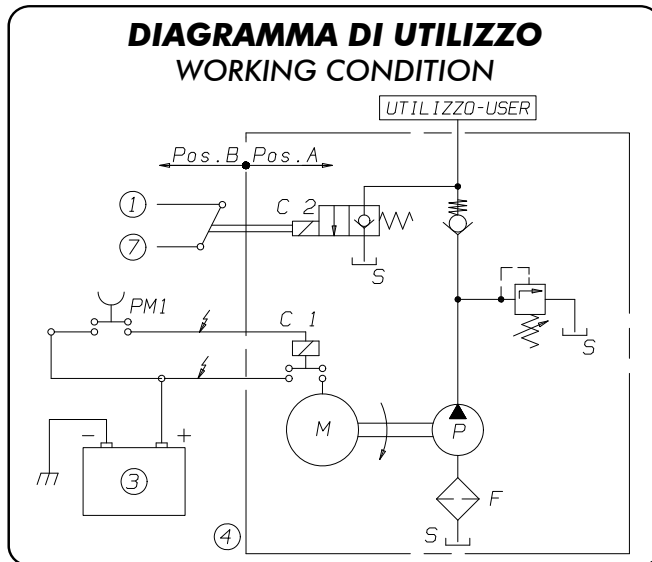 DIAGRAMMA DI UTILIZZO
WORKING CONDITION
UTILIZZO-USER
Pos.B Pos.A
1
C 2
7
S
PM1
C 1
S
M
P
- +
3
F
S
4